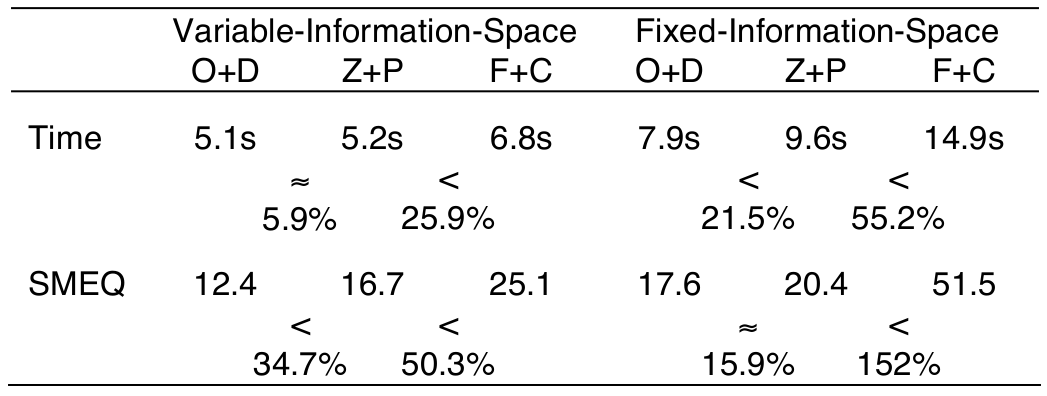 Variable-Information-Space Fixed-Information-Space
O+D Z+P F+C O+D Z+P F+C
Time 5.1s 5.2s 6.8s 7.9s 9.6s 14.9s
≈ < < <
5.9% 25.9% 21.5% 55.2%
SMEQ 12.4 16.7 25.1 17.6 20.4 51.5
< < ≈ <
34.7% 50.3% 15.9% 152%